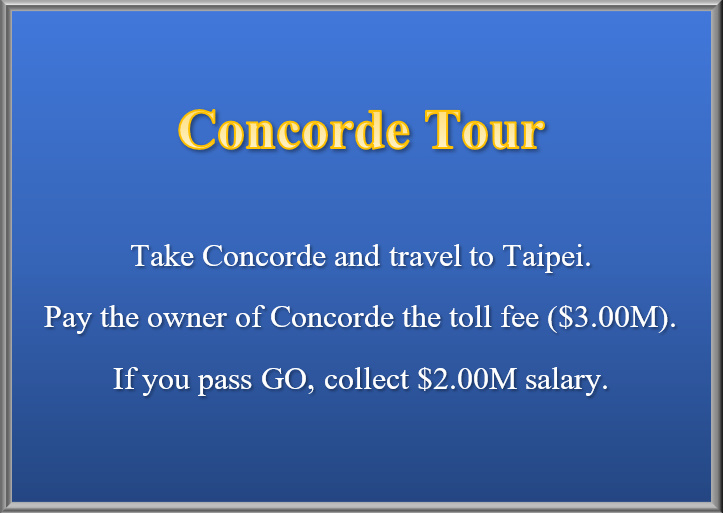 Concorde Tour
Take Concorde and travel to Taipei.
Pay the owner of Concorde the toll fee ($3.00M).
If you pass GO, collect $2.00M salary.